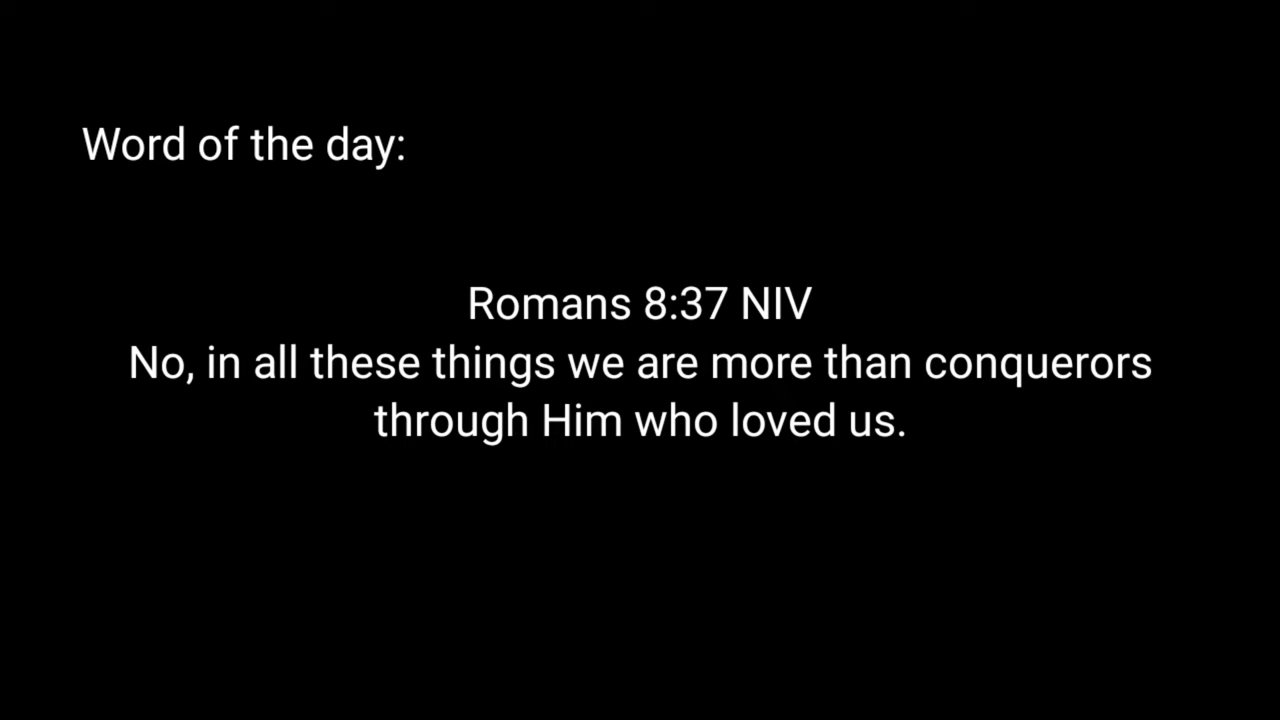 Word of the day:
Romans 8:37 NIV
No, in all these things we are more than conquerors
through Him who loved us.